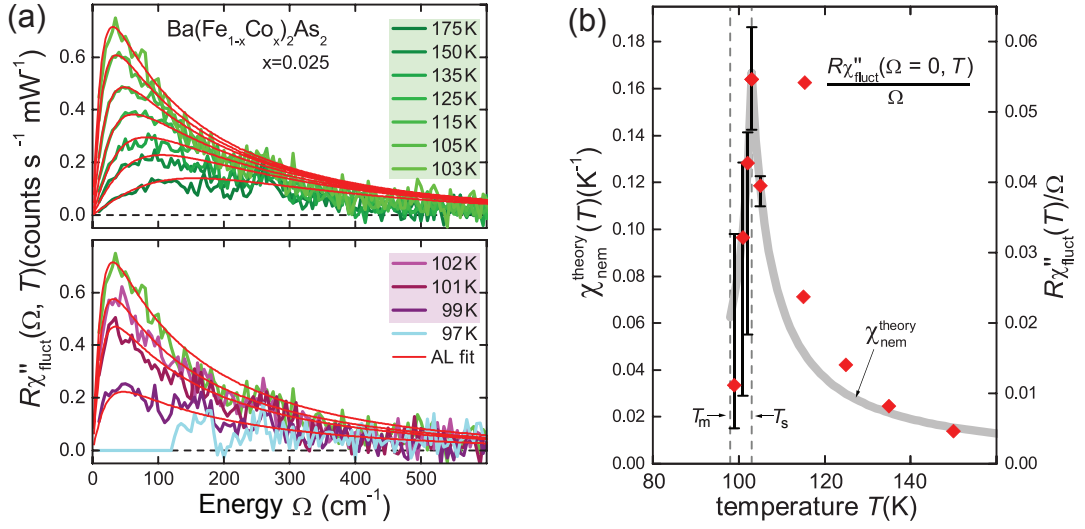 (a)
Ba(Fe1-xCox)2As2
x=0.025
175K
150K
135K
125K
115K
105K
103K
0.6
0.4
0.2
0.0
102K
101K
99K
97K
AL fit
0.6
0.4
0.2
0.0
0 100 200 300 400 500
Energy Ω (cm-1)
Rχ''fluct(Ω, T)(counts s-1 mW-1)
(b)
Rχ''fluct(Ω = 0, T)
Ω
χtheory nem
Tm
Ts
0.18
0.16
0.14
0.12
0.10
0.08
0.06
0.04
0.02
0.00
0.06
0.05
0.04
0.03
0.02
0.01
0.00
80 100 120 140
temperature T(K)
χtheory nem (T)(K-1)
Rχ''fluct(T)/Ω